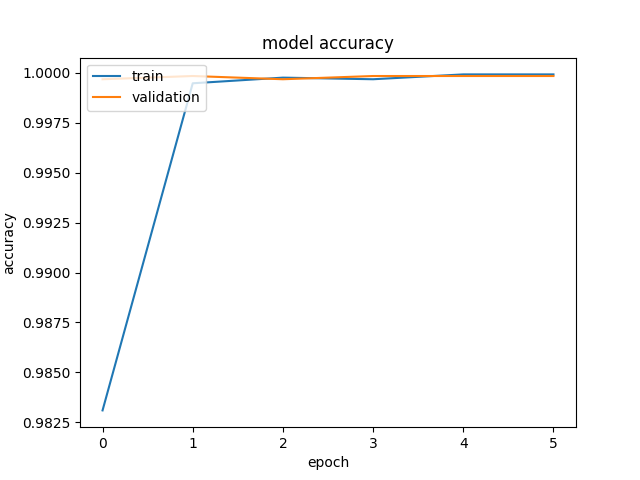 model accuracy
train
validation
accuracy
1.0000
0.9975
0.9950
0.9925
0.9900
0.9875
0.9850
0.9825
0 1 2 3 4 5
epoch